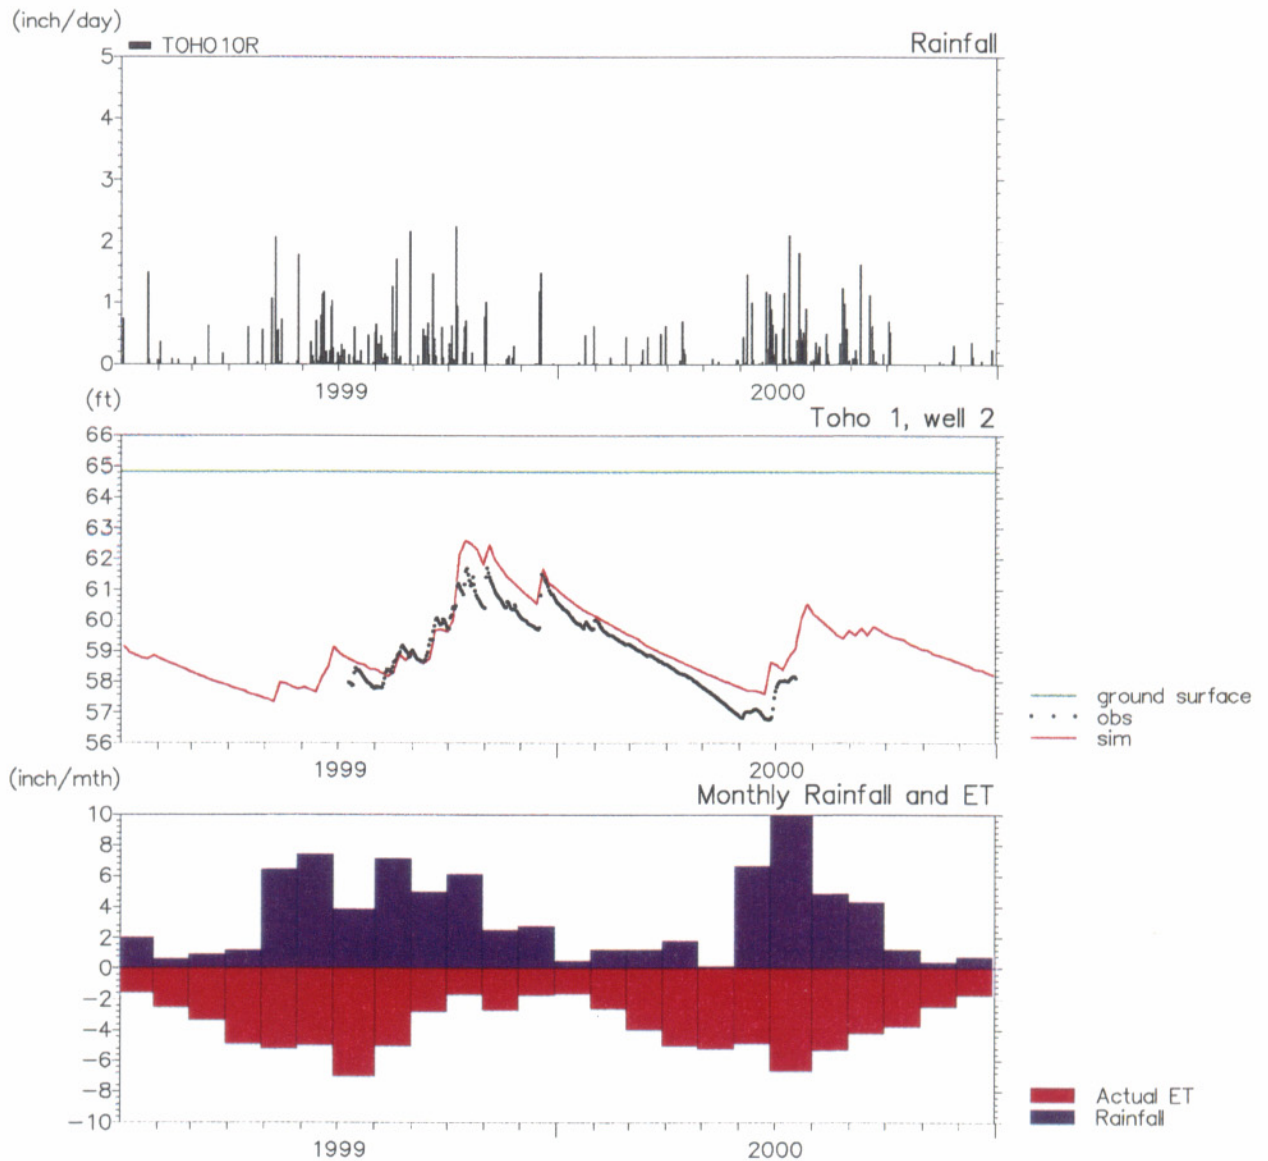 (inch/day)
TOHO10R
Rainfall
5
4
3
2
1
0
1999
2000
(ft)
Toho 1, well 2
66
65
64
63
62
61
60
59
58
57
56
1999
2000
ground surface
obs
sim
(inch/mth)
Monthly Rainfall and ET
10
8
6
4
2
0
-2
-4
-6
-8
-10
1999
2000
Actual ET
Rainfall